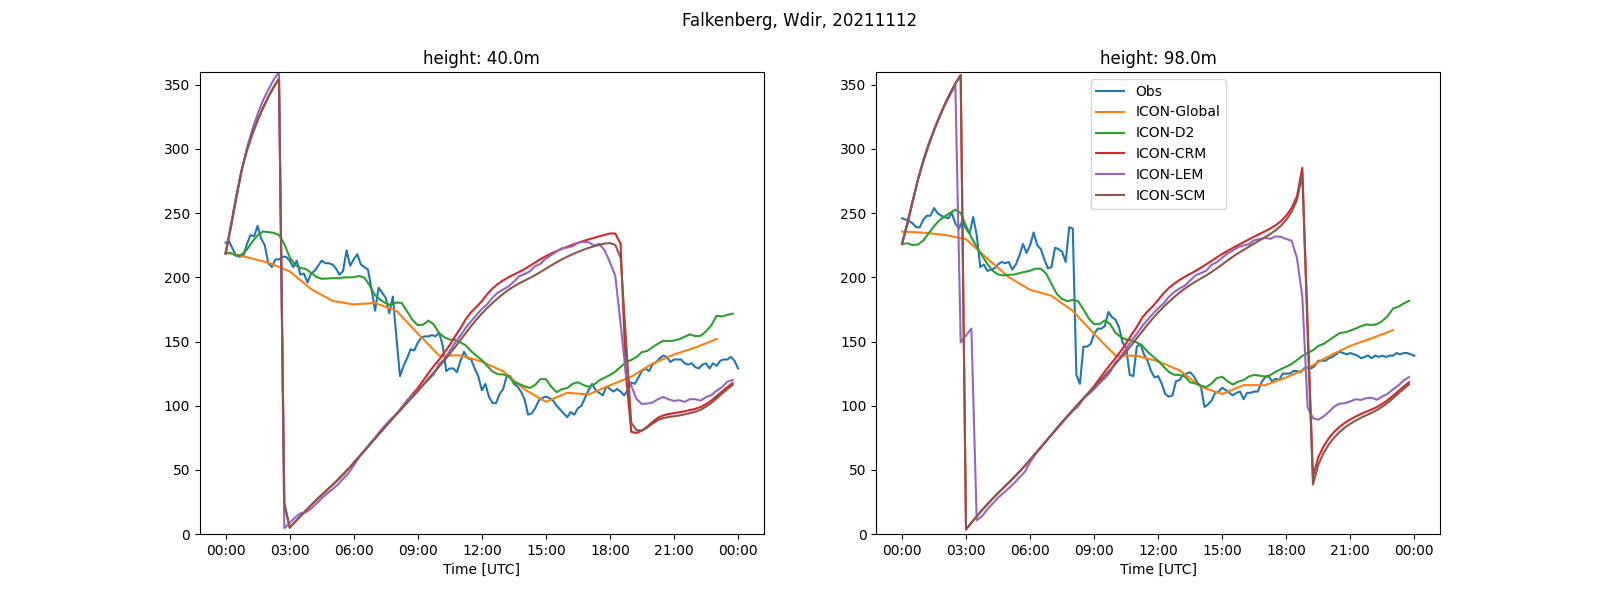 Falkenberg, Wdir, 20211112
height: 40.0m
350
300
250
200
150
100
50
0
00:00 03:00 06:00 09:00 12:00 15:00 18:00 21:00 00:00
Time [UTC]
height: 98.0m
Obs
ICON-Global
ICON-D2
ICON-CRM
ICON-LEM
ICON-SCM
350
300
250
200
150
100
50
0
00:00 03:00 06:00 09:00 12:00 15:00 18:00 21:00 00:00
Time [UTC]